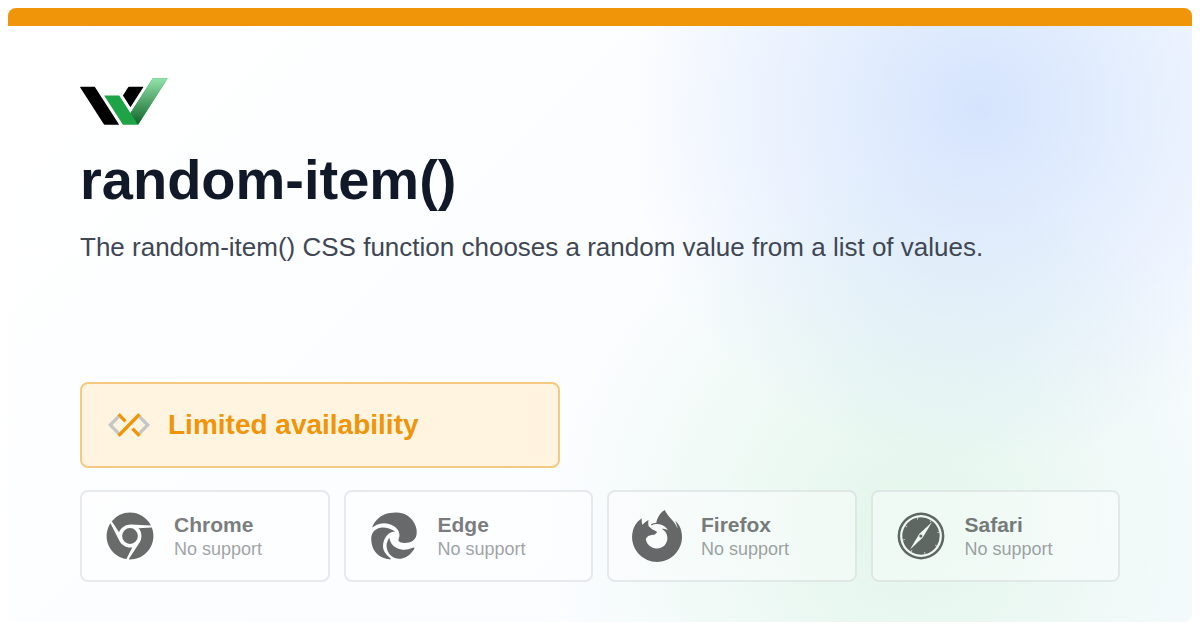 random-item()
The random-item() CSS function chooses a random value from a list of values.
Limited availability
Chrome
No support
Edge
No support
Firefox
No support
Safari
No support